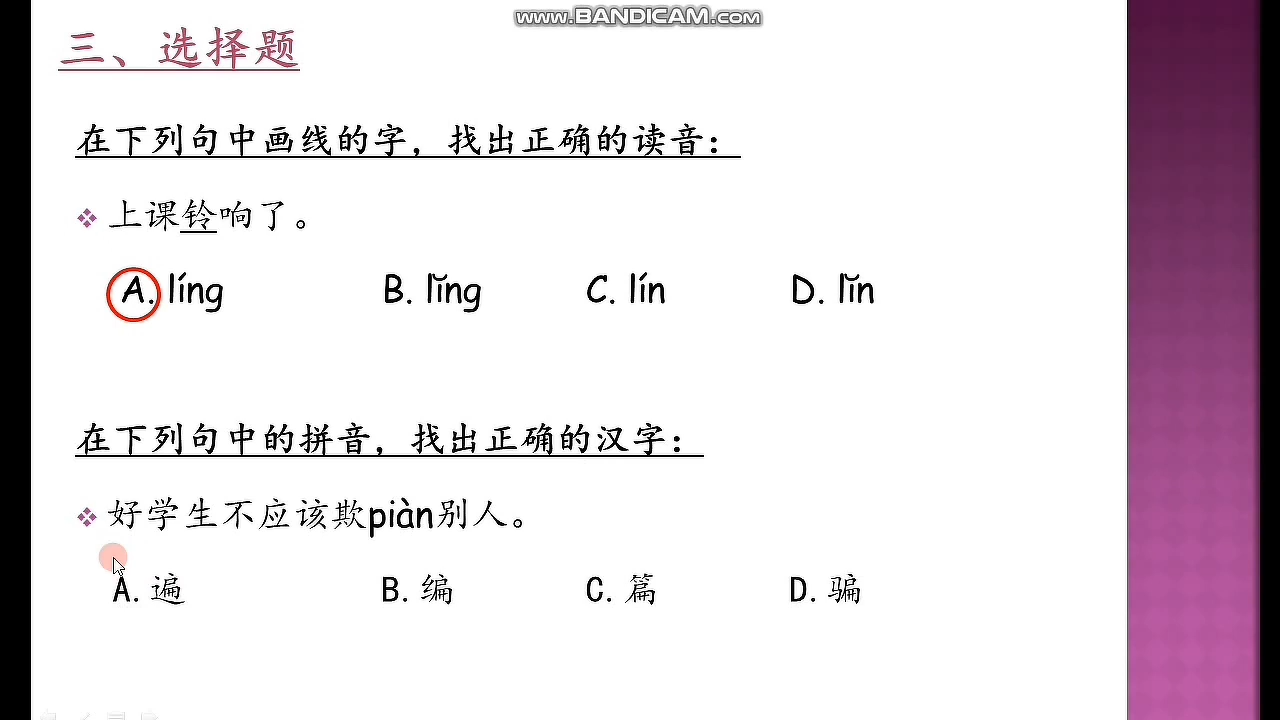 www.BANDICAM.com
三、选择题
在下列句中画线的字，找出正确的读音：
❖ 上课铃响了。
A. líng B. lǐng C. lín D. lǐn
在下列句中的拼音，找出正确的汉字：
❖ 好学生不应该欺piàn别人。
A. 遍 B. 编 C. 篇 D. 骗